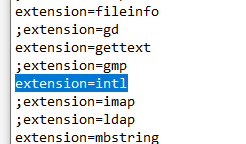 extension=fileinfo
;extension=gd
extension=gettext
;extension=gmp
extension=intl
;extension=imap
;extension=ldap
extension=mbstring